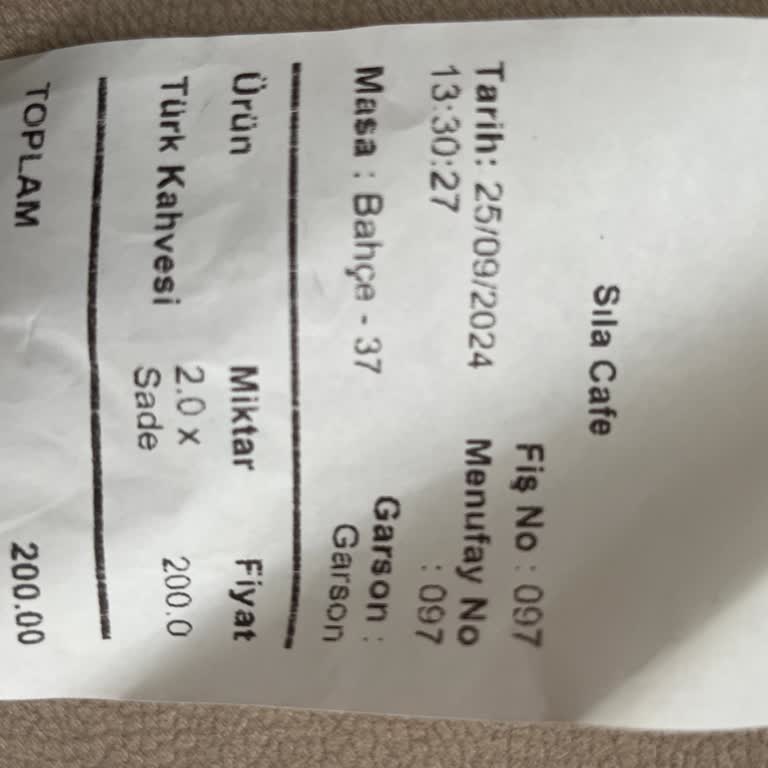 Sıla Cafe
Fiş No : 097
Tarih: 25/09/2024 Menufay No
13:30:27 : 097
Masa : Bahçe - 37 Garson :
Garson
Ürün Miktar Fiyat
Türk Kahvesi 2.0 x 200.0
Sade
TOPLAM 200.00